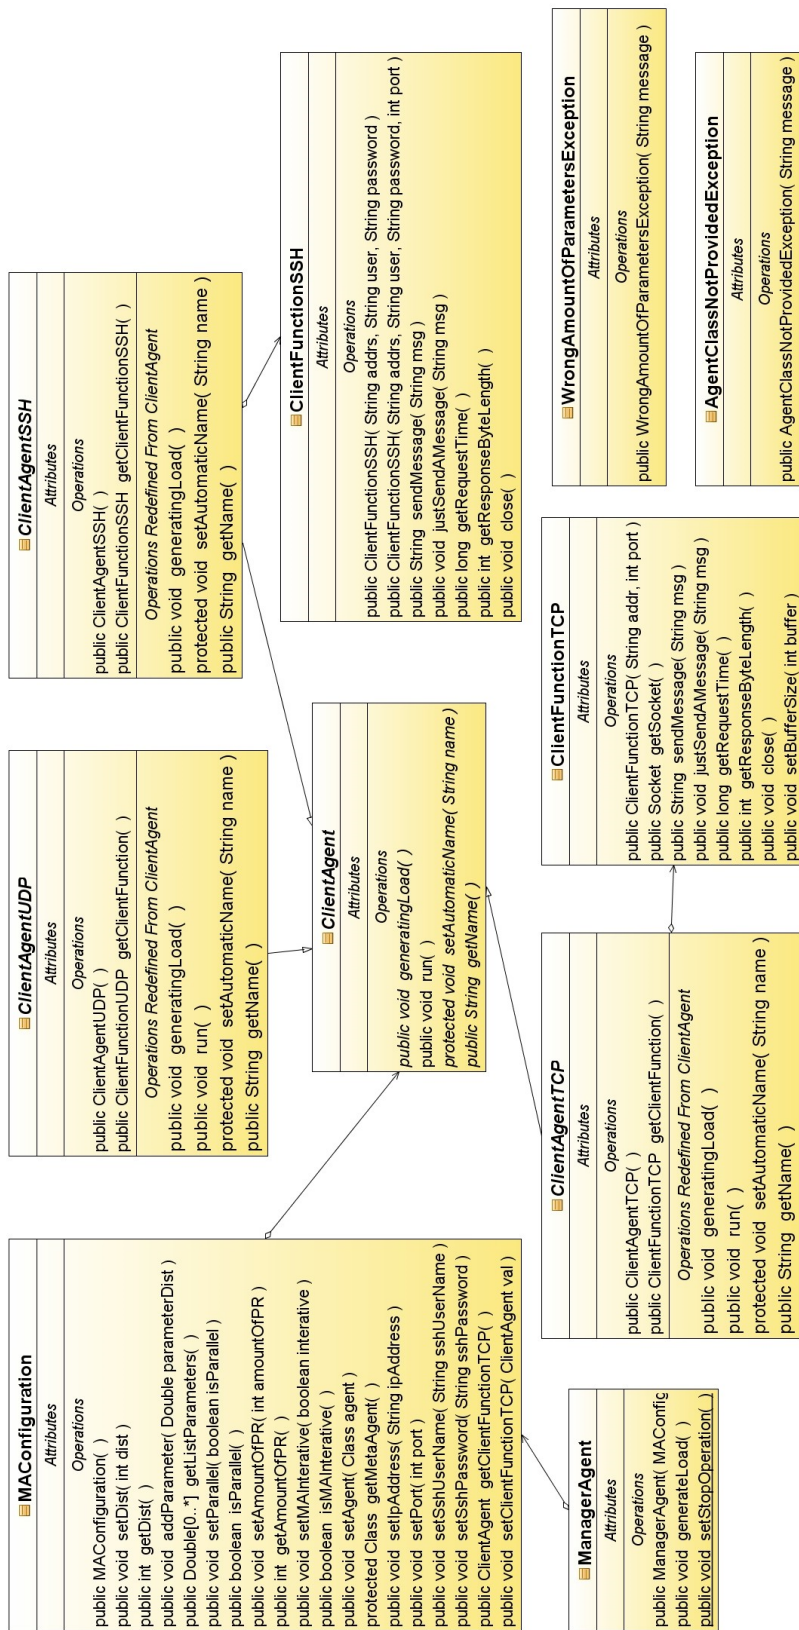 MAConfiguration
Attributes
Operations
public MAConfiguration( )
public void setDist( int dist )
public int getDist( )
public void addParameter( Double parameterDist )
public Double[0..*] getListParameters( )
public void setParallel( boolean isParallel )
public boolean isParallel( )
public void setAmountOfPR( int amountOfPR )
public int getAmountOfPR( )
public void setMAInterative( boolean interative )
public boolean isMAInterative( )
public void setAgent( Class agent )
protected Class getMetaAgent( )
public void setIpAddress( String ipAddress )
public void setPort( int port )
public void setSshUserName( String sshUserName )
public void setSshPassword( String sshPassword )
public ClientAgent getClientFunctionTCP( )
public void setClientFunctionTCP( ClientAgent val )
ClientAgentUDP
Attributes
Operations
public ClientAgentUDP( )
public ClientFunctionUDP getClientFunction( )
Operations Redefined From ClientAgent
public void generatingLoad( )
public void run( )
protected void setAutomaticName( String name )
public String getName( )
ClientAgentSSH
Attributes
Operations
public ClientAgentSSH( )
public ClientFunctionSSH getClientFunctionSSH( )
Operations Redefined From ClientAgent
public void generatingLoad( )
protected void setAutomaticName( String name )
public String getName( )
ClientAgent
Attributes
Operations
public void generatingLoad( )
public void run( )
protected void setAutomaticName( String name )
public String getName( )
ClientFunctionSSH
Attributes
Operations
public ClientFunctionSSH( String addrs, String user, String password )
public ClientFunctionSSH( String addrs, String user, String password, int port )
public String sendMessage( String msg )
public void justSendAMessage( String msg )
public long getRequestTime( )
public int getResponseByteLength( )
public void close( )
ManagerAgent
Attributes
Operations
public ManagerAgent( MAConfig
public void generateLoad( )
public void setStopOperation( )
ClientAgentTCP
Attributes
Operations
public ClientAgentTCP( )
public ClientFunctionTCP getClientFunction( )
Operations Redefined From ClientAgent
public void generatingLoad( )
public void run( )
protected void setAutomaticName( String name )
public String getName( )
ClientFunctionTCP
Attributes
Operations
public ClientFunctionTCP( String addr, int port )
public Socket getSocket( )
public String sendMessage( String msg )
public void justSendAMessage( String msg )
public long getRequestTime( )
public int getResponseByteLength( )
public void close( )
public void setBufferSize( int buffer )
WrongAmountOfParametersException
Attributes
Operations
public WrongAmountOfParametersException( String message )
AgentClassNotProvidedException
Attributes
Operations
public AgentClassNotProvidedException( String message )